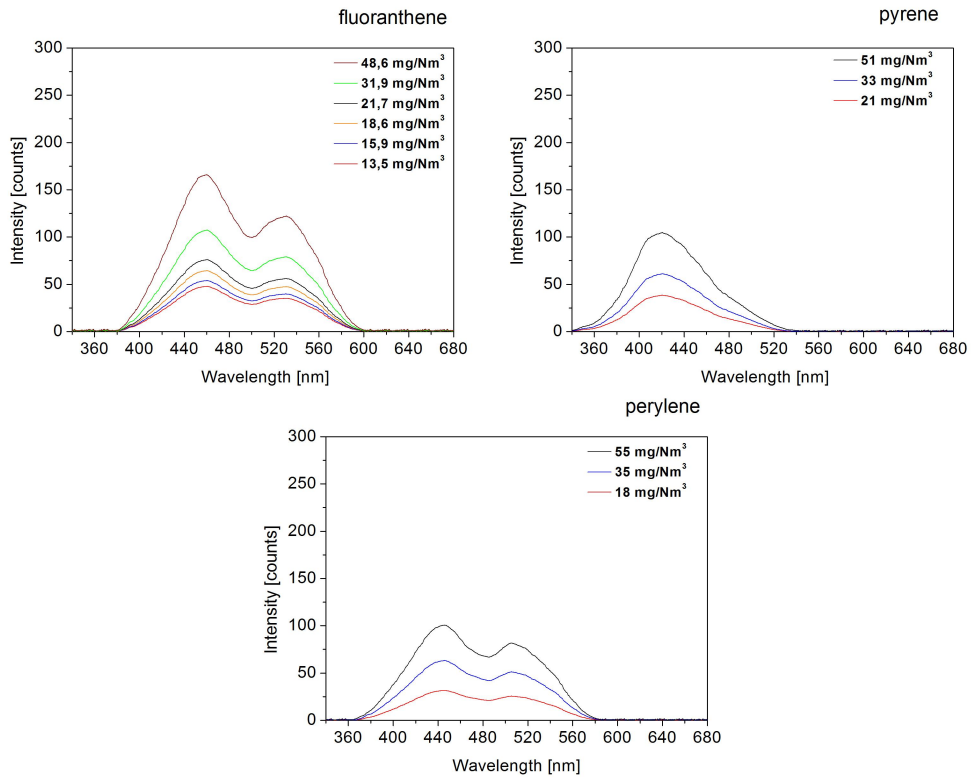 fluoranthene
300
250
200
150
100
50
0
Intensity [counts]
48,6 mg/Nm³
31,9 mg/Nm³
21,7 mg/Nm³
18,6 mg/Nm³
15,9 mg/Nm³
13,5 mg/Nm³
360 400 440 480 520 560 600 640 680
Wavelength [nm]
pyrene
300
250
200
150
100
50
0
Intensity [counts]
51 mg/Nm³
33 mg/Nm³
21 mg/Nm³
360 400 440 480 520 560 600 640 680
Wavelength [nm]
perylene
300
250
200
150
100
50
0
Intensity [counts]
55 mg/Nm³
35 mg/Nm³
18 mg/Nm³
360 400 440 480 520 560 600 640 680
Wavelength [nm]